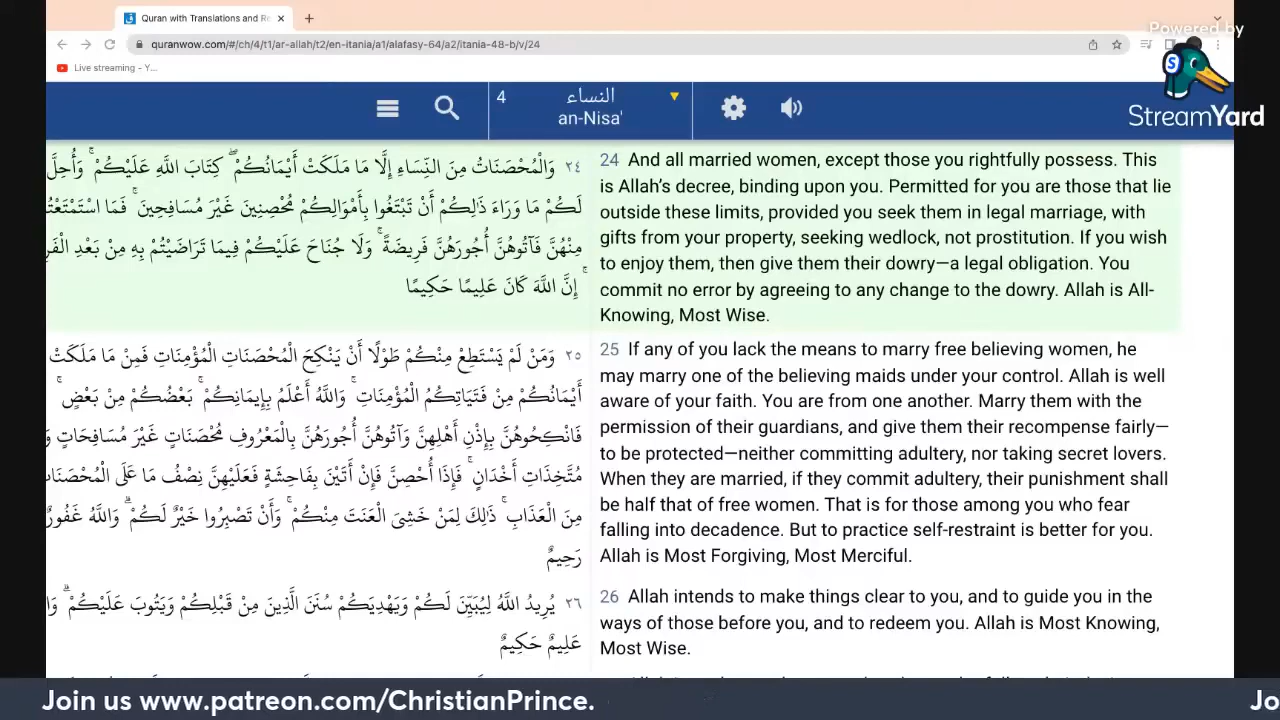 Quran with Translations and Re
Powered by
quranwow.com/#/ch/4/t1/ar-allah/t2/en-itania/a1/alafasy-64/a2/itania-48-b/v/24
Live streaming – Y...
S
StreamYard
4
النساء
an-Nisa'
٢٤ وَالْمُحْصَنَاتُ مِنَ النِّسَاءِ إِلَّا مَا مَلَكَتْ أَيْمَانُكُمْ ۖ كِتَابَ اللَّهِ عَلَيْكُمْ ۚ وَأُحِلَّ
لَكُمْ مَا وَرَاءَ ذَٰلِكُمْ أَنْ تَبْتَغُوا بِأَمْوَالِكُمْ مُحْصِنِينَ غَيْرَ مُسَافِحِينَ ۚ فَمَا اسْتَمْتَعْتُ
مِنْهُنَّ فَآتُوهُنَّ أُجُورَهُنَّ فَرِيضَةً ۚ وَلَا جُنَاحَ عَلَيْكُمْ فِيمَا تَرَاضَيْتُمْ بِهِ مِنْ بَعْدِ الْفَرِ
ۚ إِنَّ اللَّهَ كَانَ عَلِيمًا حَكِيمًا
24 And all married women, except those you rightfully possess. This
is Allah's decree, binding upon you. Permitted for you are those that lie
outside these limits, provided you seek them in legal marriage, with
gifts from your property, seeking wedlock, not prostitution. If you wish
to enjoy them, then give them their dowry—a legal obligation. You
commit no error by agreeing to any change to the dowry. Allah is All-
Knowing, Most Wise.
٢٥ وَمَنْ لَمْ يَسْتَطِعْ مِنْكُمْ طَوْلًا أَنْ يَنْكِحَ الْمُحْصَنَاتِ الْمُؤْمِنَاتِ فَمِنْ مَا مَلَكَتْ
أَيْمَانُكُمْ مِنْ فَتَيَاتِكُمُ الْمُؤْمِنَاتِ ۚ وَاللَّهُ أَعْلَمُ بِإِيمَانِكُمْ ۚ بَعْضُكُمْ مِنْ بَعْضٍ ۚ
فَانْكِحُوهُنَّ بِإِذْنِ أَهْلِهِنَّ وَآتُوهُنَّ أُجُورَهُنَّ بِالْمَعْرُوفِ مُحْصَنَاتٍ غَيْرَ مُسَافِحَاتٍ وَ
مُتَّخِذَاتِ أَخْدَانٍ ۚ فَإِذَا أُحْصِنَّ فَإِنْ أَتَيْنَ بِفَاحِشَةٍ فَعَلَيْهِنَّ نِصْفُ مَا عَلَى الْمُحْصَنَاتِ
مِنَ الْعَذَابِ ۚ ذَٰلِكَ لِمَنْ خَشِيَ الْعَنَتَ مِنْكُمْ ۚ وَأَنْ تَصْبِرُوا خَيْرٌ لَكُمْ ۗ وَاللَّهُ غَفُورٌ
رَحِيمٌ
25 If any of you lack the means to marry free believing women, he
may marry one of the believing maids under your control. Allah is well
aware of your faith. You are from one another. Marry them with the
permission of their guardians, and give them their recompense fairly—
to be protected—neither committing adultery, nor taking secret lovers.
When they are married, if they commit adultery, their punishment shall
be half that of free women. That is for those among you who fear
falling into decadence. But to practice self-restraint is better for you.
Allah is Most Forgiving, Most Merciful.
٢٦ يُرِيدُ اللَّهُ لِيُبَيِّنَ لَكُمْ وَيَهْدِيَكُمْ سُنَنَ الَّذِينَ مِنْ قَبْلِكُمْ وَيَتُوبَ عَلَيْكُمْ ۗ وَا
عَلِيمٌ حَكِيمٌ
26 Allah intends to make things clear to you, and to guide you in the
ways of those before you, and to redeem you. Allah is Most Knowing,
Most Wise.
Join us www.patreon.com/ChristianPrince.
Jo